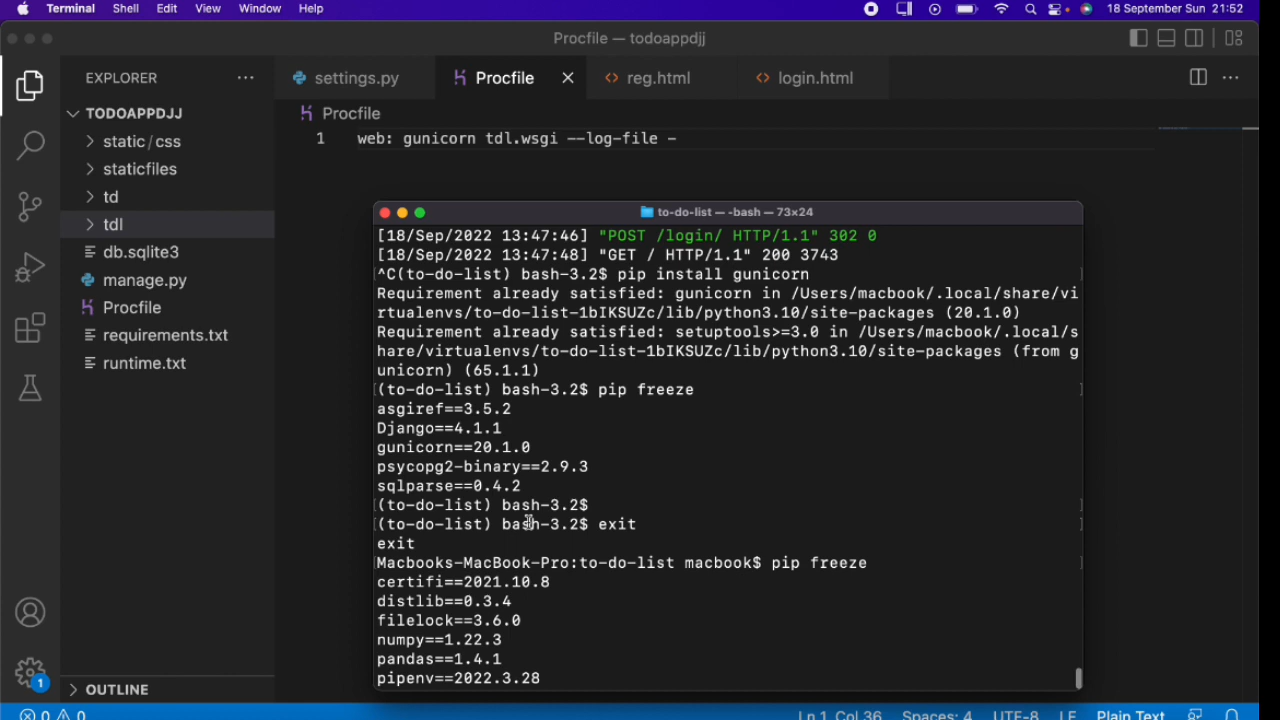 Terminal Shell Edit View Window Help 18 September Sun 21:52
Procfile — todoappdjj
EXPLORER
settings.py
Procfile
reg.html
login.html
TODOAPPDJJ
Procfile
static/css
1 web: gunicorn tdl.wsgi --log-file -
staticfiles
td
tdl
db.sqlite3
manage.py
Procfile
requirements.txt
runtime.txt
to-do-list — -bash — 73×24
[18/Sep/2022 13:47:46] "POST /login/ HTTP/1.1" 302 0
[18/Sep/2022 13:47:48] "GET / HTTP/1.1" 200 3743
^C(to-do-list) bash-3.2$ pip install gunicorn
Requirement already satisfied: gunicorn in /Users/macbook/.local/share/vi
rtualenvs/to-do-list-1bIKSUZc/lib/python3.10/site-packages (20.1.0)
Requirement already satisfied: setuptools>=3.0 in /Users/macbook/.local/s
hare/virtualenvs/to-do-list-1bIKSUZc/lib/python3.10/site-packages (from g
unicorn) (65.1.1)
(to-do-list) bash-3.2$ pip freeze
asgiref==3.5.2
Django==4.1.1
gunicorn==20.1.0
psycopg2-binary==2.9.3
sqlparse==0.4.2
(to-do-list) bash-3.2$
(to-do-list) bash-3.2$ exit
exit
Macbooks-MacBook-Pro:to-do-list macbook$ pip freeze
certifi==2021.10.8
distlib==0.3.4
filelock==3.6.0
numpy==1.22.3
pandas==1.4.1
pipenv==2022.3.28
1
OUTLINE
0 0 Ln 1, Col 36 Spaces: 4 UTF-8 LF Plain Text